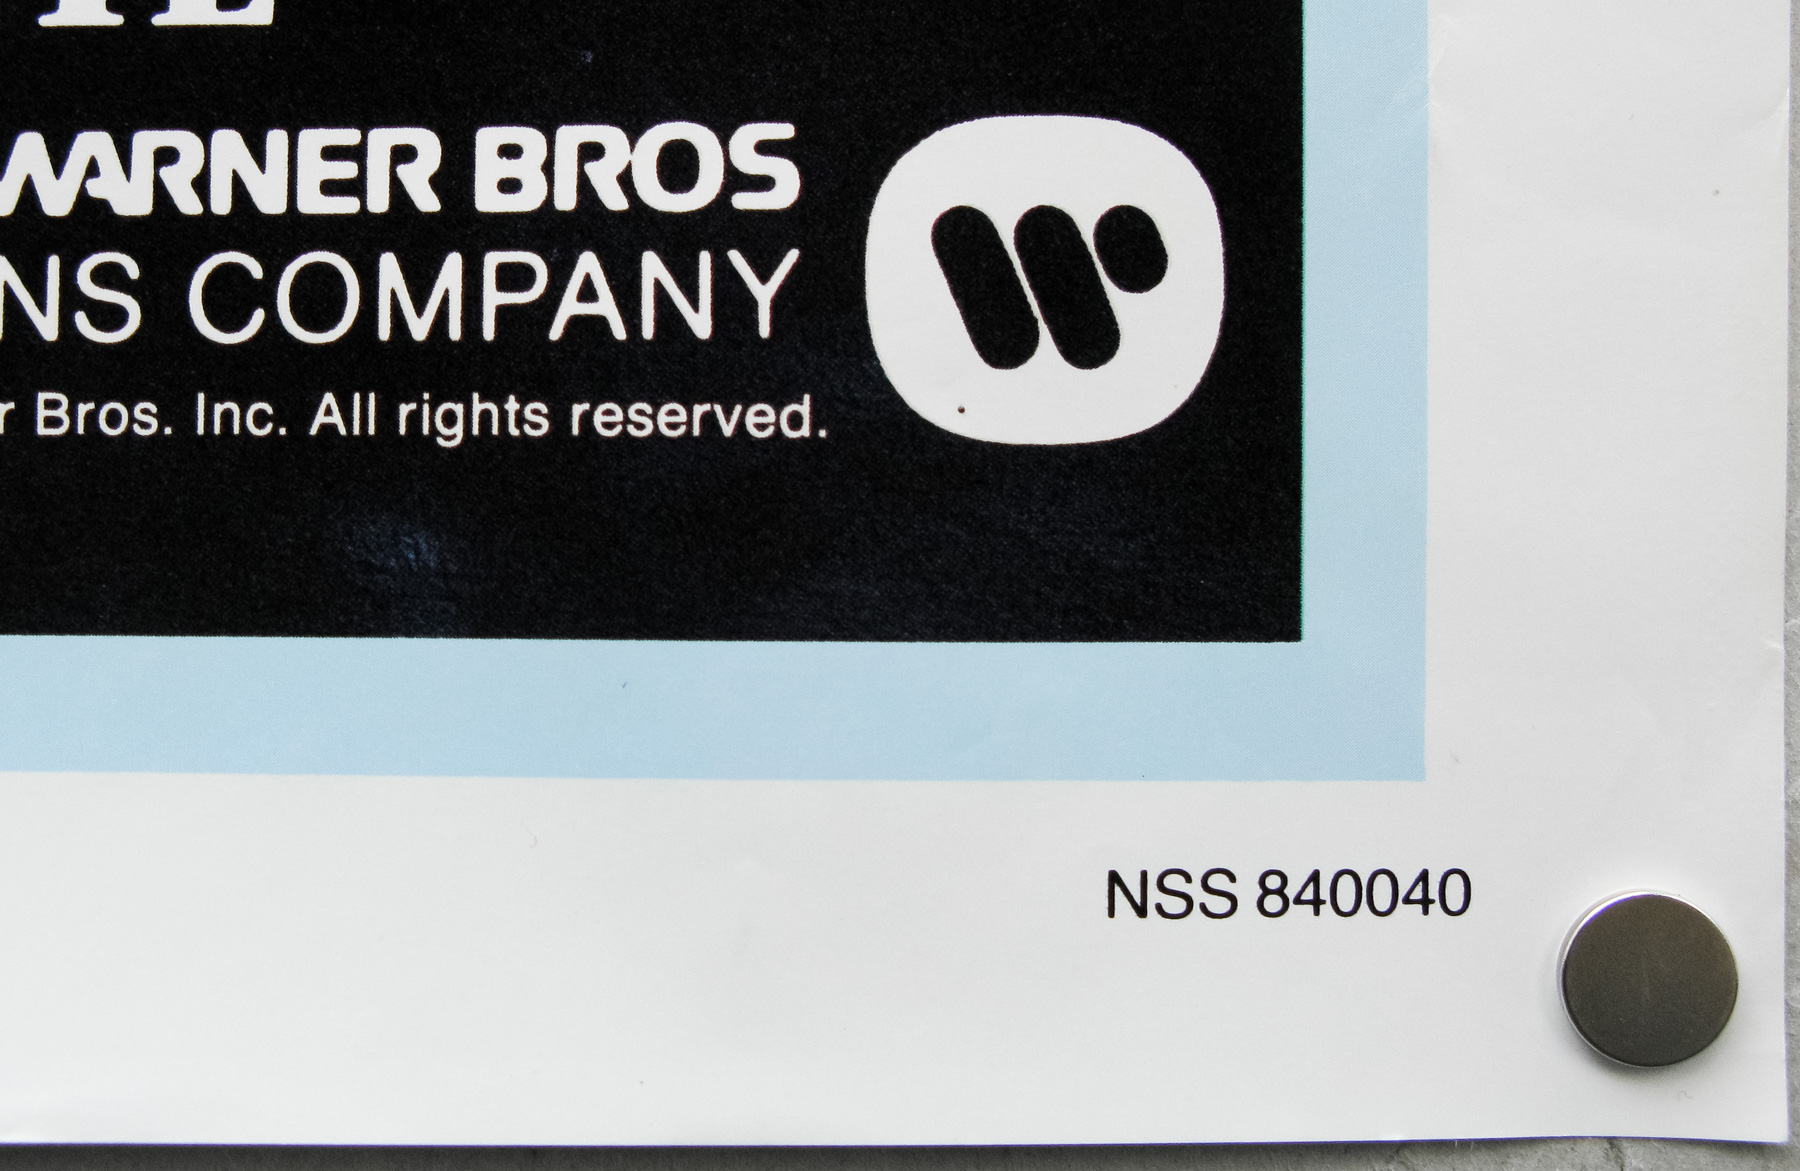 WARNER BROS
NS COMPANY
r Bros. Inc. All rights reserved.
NSS 840040